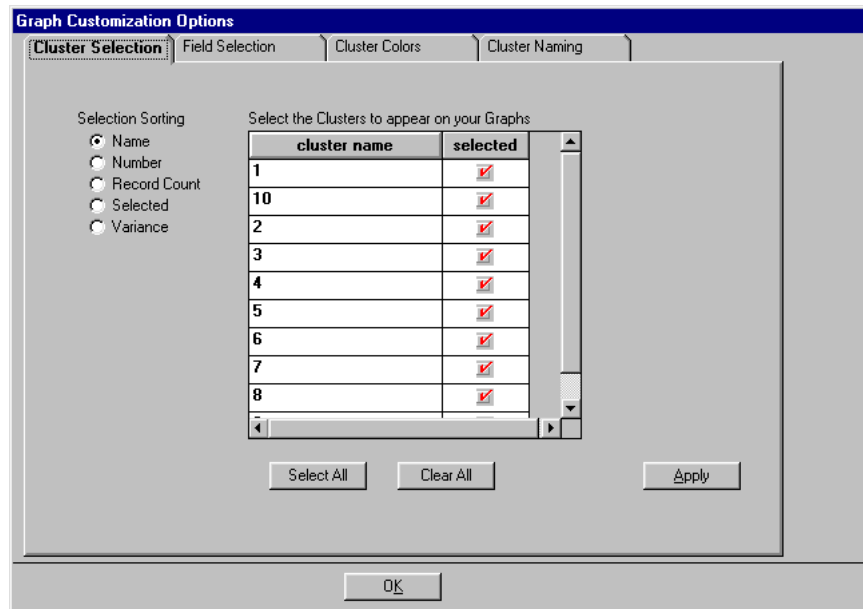 Graph Customization Options
Cluster Selection
Field Selection
Cluster Colors
Cluster Naming
Selection Sorting
Name
Number
Record Count
Selected
Variance
Select the Clusters to appear on your Graphs
cluster name selected
1
10
2
3
4
5
6
7
8
Select All
Clear All
Apply
OK